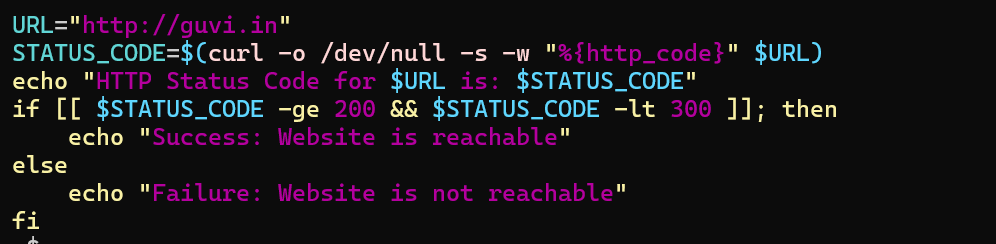 URL="http://guvi.in"
STATUS_CODE=$(curl -o /dev/null -s -w "%{http_code}" $URL)
echo "HTTP Status Code for $URL is: $STATUS_CODE"
if [[ $STATUS_CODE -ge 200 && $STATUS_CODE -lt 300 ]]; then
    echo "Success: Website is reachable"
else
    echo "Failure: Website is not reachable"
fi